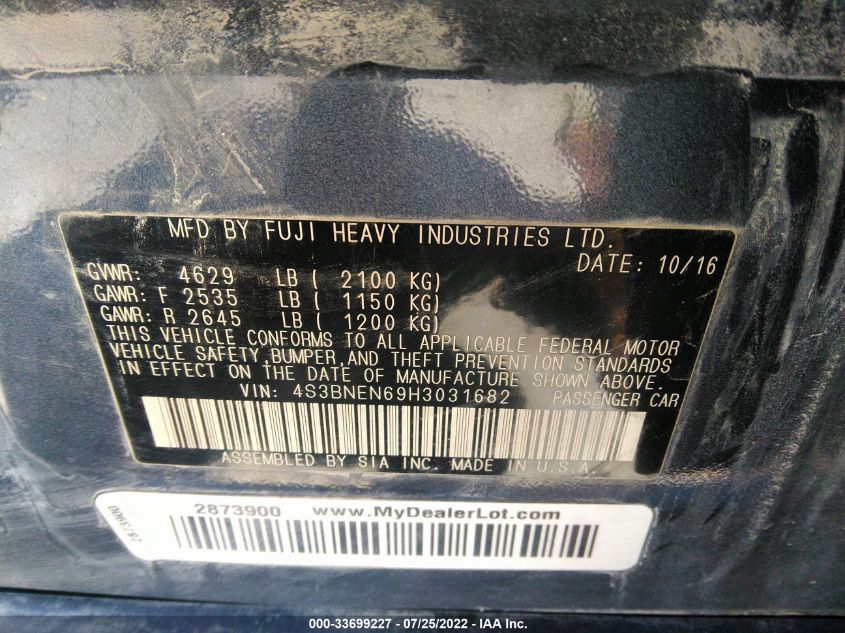 MFD BY FUJI HEAVY INDUSTRIES LTD.
DATE: 10/16
GVWR: 4629 LB ( 2100 KG)
GAWR: F 2535 LB ( 1150 KG)
GAWR: R 2645 LB ( 1200 KG)
THIS VEHICLE CONFORMS TO ALL APPLICABLE FEDERAL MOTOR
VEHICLE SAFETY, BUMPER, AND THEFT PREVENTION STANDARDS
IN EFFECT ON THE DATE OF MANUFACTURE SHOWN ABOVE.
VIN: 4S3BNEN69H3031682 PASSENGER CAR
ASSEMBLED BY SIA INC. MADE IN U.S.A.
2873900 www.MyDealerLot.com
2873900
000-33699227 - 07/25/2022 - IAA Inc.